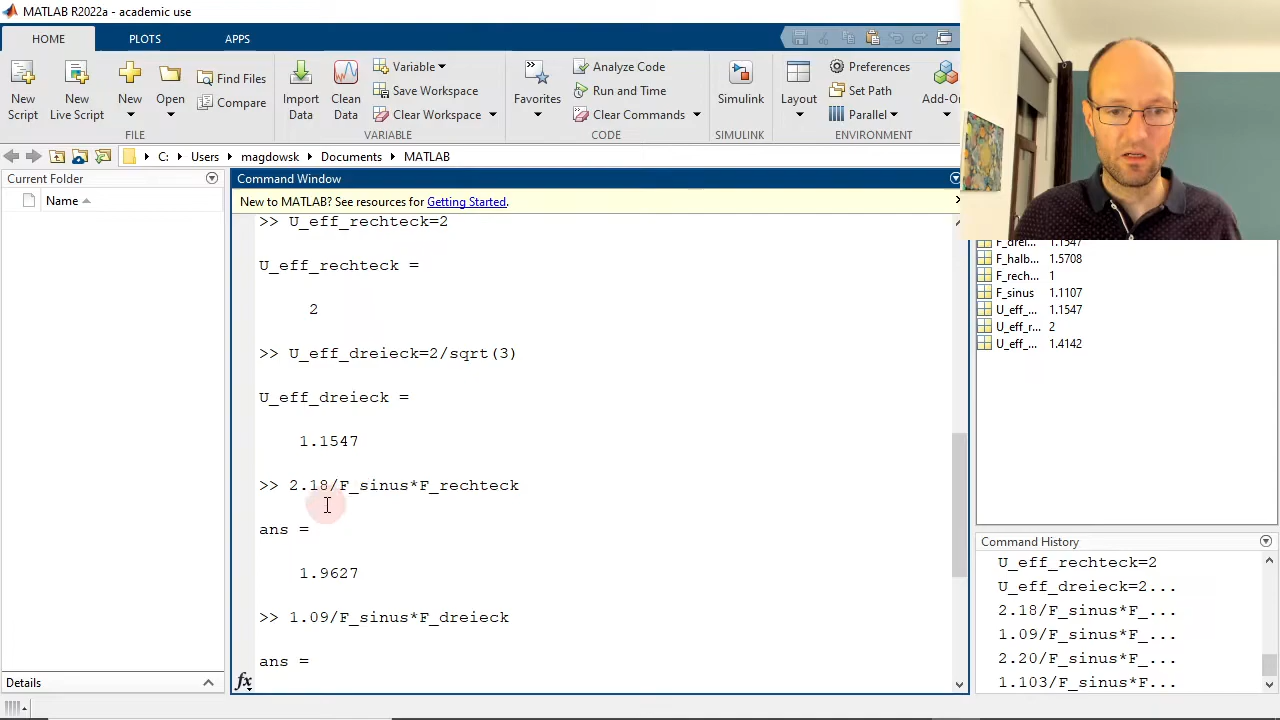 MATLAB R2022a - academic use
HOME PLOTS APPS
New Script
New Live Script
New
Open
Find Files
Compare
FILE
Import Data
Clean Data
Variable
Save Workspace
Clear Workspace
VARIABLE
Favorites
Analyze Code
Run and Time
Clear Commands
CODE
Simulink
SIMULINK
Layout
Preferences
Set Path
Parallel
Add-On
ENVIRONMENT
C: Users magdowsk Documents MATLAB
Current Folder
Name
Details
Command Window
New to MATLAB? See resources for Getting Started.
>> U_eff_rechteck=2
U_eff_rechteck =
2
>> U_eff_dreieck=2/sqrt(3)
U_eff_dreieck =
1.1547
>> 2.18/F_sinus*F_rechteck
ans =
1.9627
>> 1.09/F_sinus*F_dreieck
ans =
fx
F_drei... 1.1547
F_halb... 1.5708
F_rech... 1
F_sinus 1.1107
U_eff_... 1.1547
U_eff_r... 2
U_eff_... 1.4142
Command History
U_eff_rechteck=2
U_eff_dreieck=2...
2.18/F_sinus*F_...
1.09/F_sinus*F_...
2.20/F_sinus*F_...
1.103/F_sinus*F...